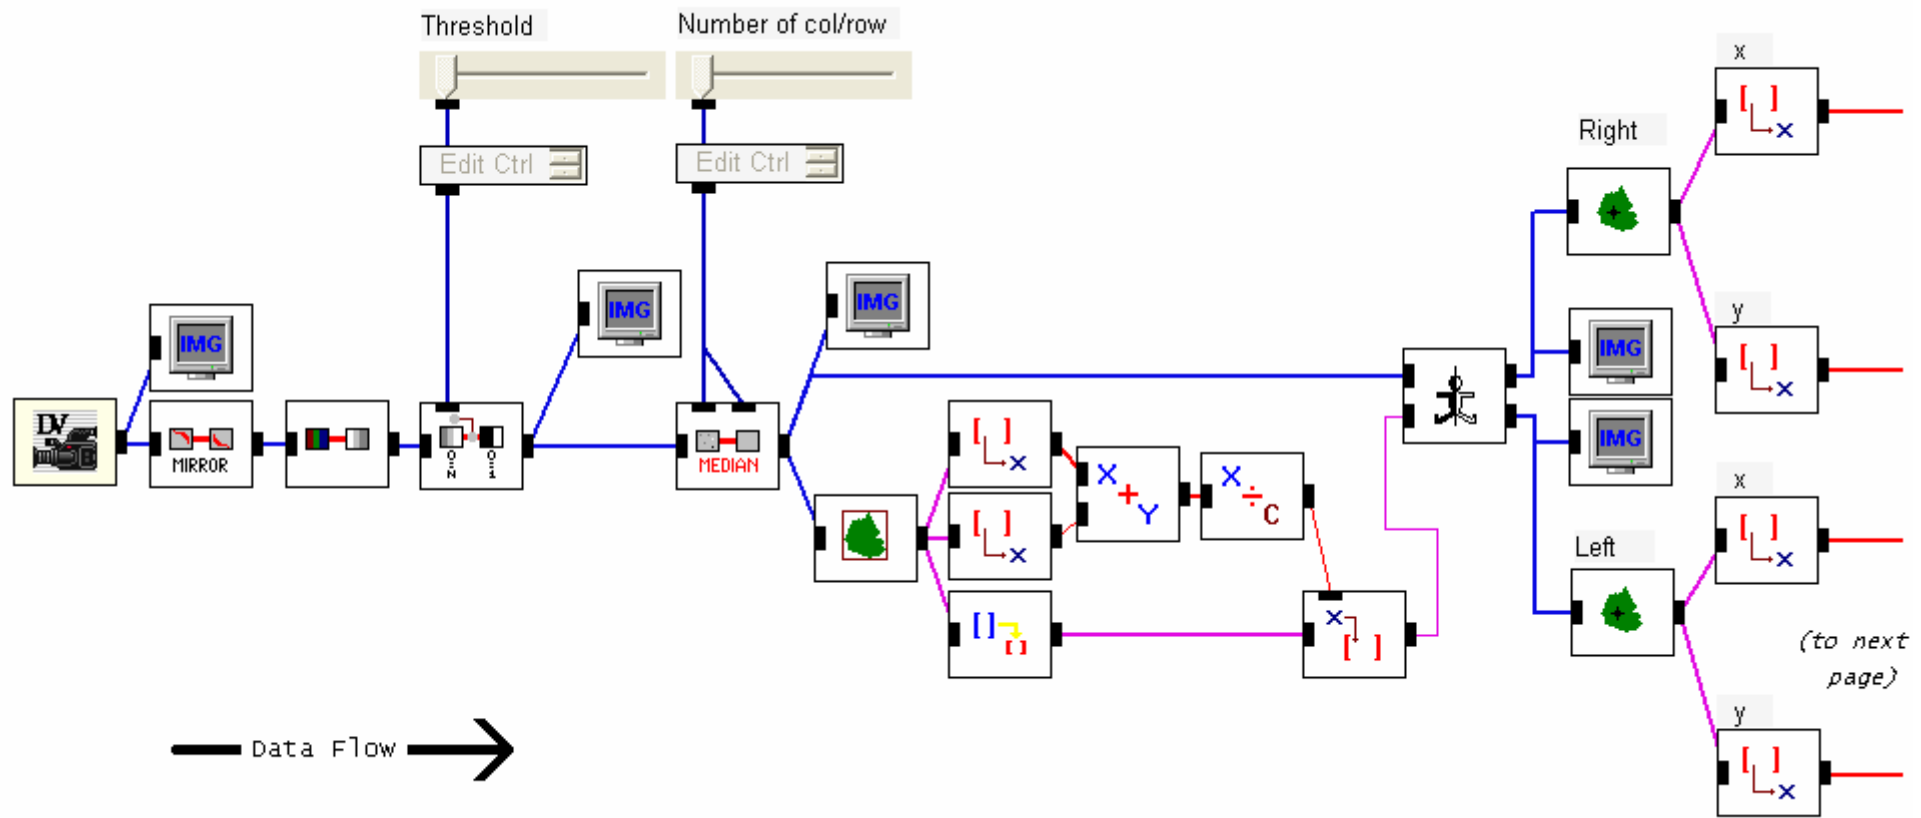 Threshold
Number of col/row
Edit Ctrl
Edit Ctrl
x
[ ]
x
Right
IMG
IMG
IMG
y
[ ]
x
IMG
DV
MIRROR
MEDIAN
[ ]
x
X
+
Y
X
÷
C
IMG
x
[ ]
x
[ ]
x
Left
[ ]
[ ]
x
[ ]
(to next
page)
y
[ ]
x
Data Flow